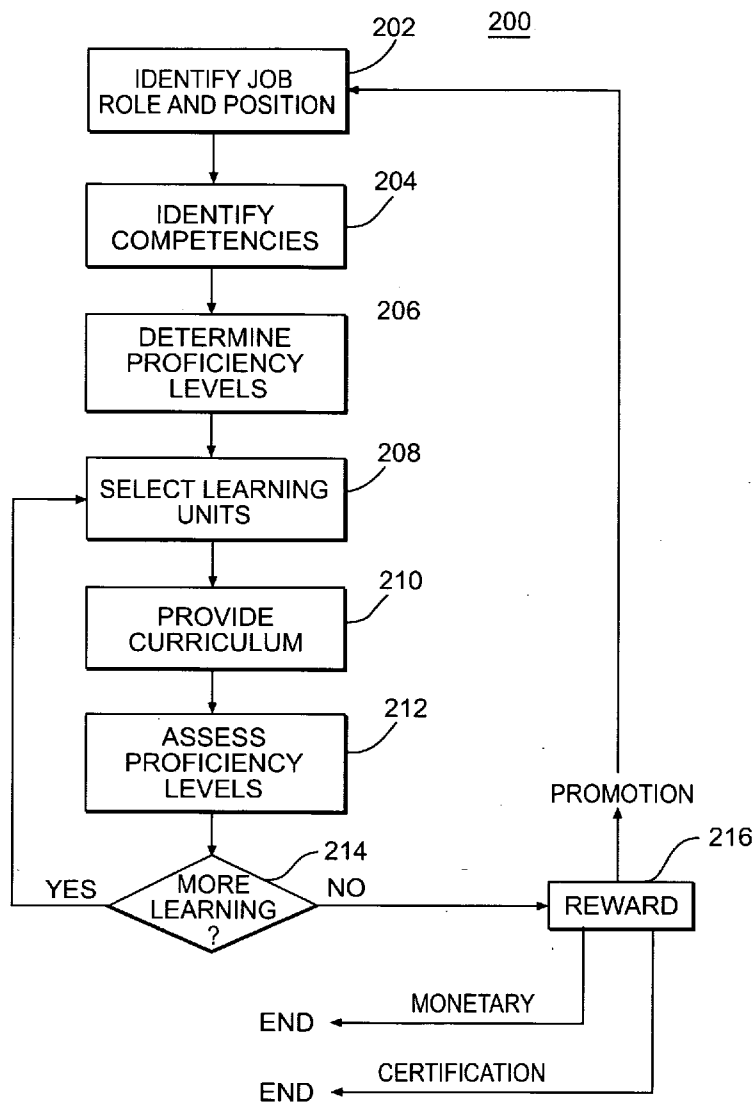 200
202
IDENTIFY JOB
ROLE AND POSITION
204
IDENTIFY
COMPETENCIES
206
DETERMINE
PROFICIENCY
LEVELS
208
SELECT LEARNING
UNITS
210
PROVIDE
CURRICULUM
212
ASSESS
PROFICIENCY
LEVELS
214
YES
MORE
LEARNING
?
NO
PROMOTION
216
REWARD
MONETARY
END
CERTIFICATION
END